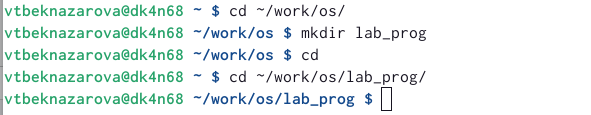 vtbeknazarova@dk4n68 ~ $ cd ~/work/os/
vtbeknazarova@dk4n68 ~/work/os $ mkdir lab_prog
vtbeknazarova@dk4n68 ~/work/os $ cd
vtbeknazarova@dk4n68 ~ $ cd ~/work/os/lab_prog/
vtbeknazarova@dk4n68 ~/work/os/lab_prog $